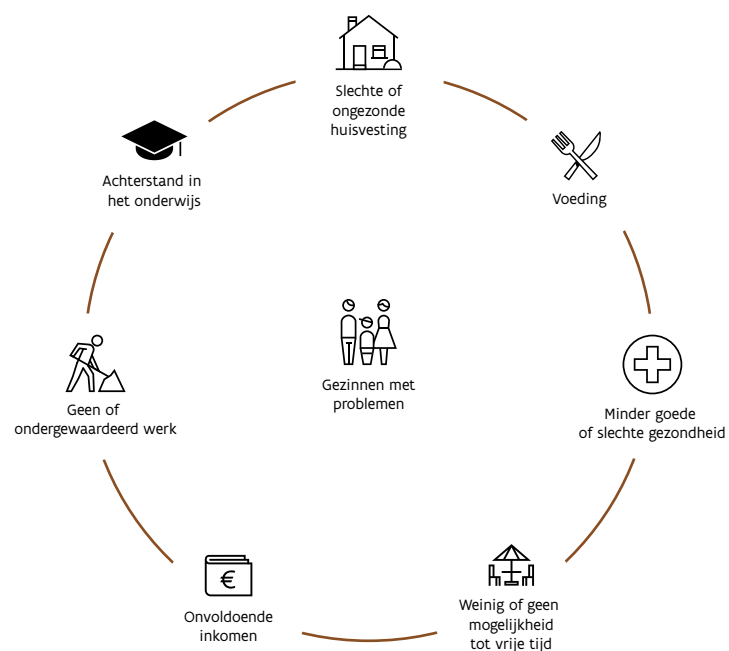 Slechte of
ongezonde
huisvesting
Voeding
Minder goede
of slechte gezondheid
Weinig of geen
mogelijkheid
tot vrije tijd
Onvoldoende
inkomen
Geen of
ondergewaardeerd werk
Achterstand in
het onderwijs
Gezinnen met
problemen
€